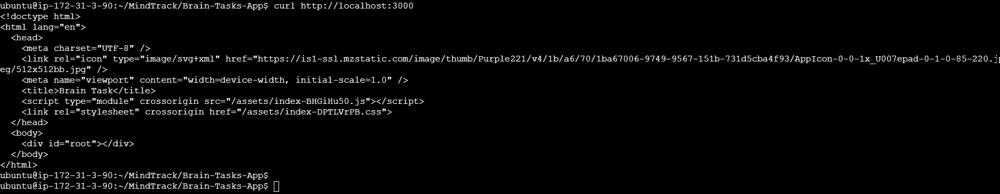 ubuntu@ip-172-31-3-90:~/MindTrack/Brain-Tasks-App$ curl http://localhost:3000
<!doctype html>
<html lang="en">
  <head>
    <meta charset="UTF-8" />
    <link rel="icon" type="image/svg+xml" href="https://is1-ssl.mzstatic.com/image/thumb/Purple221/v4/1b/a6/70/1ba67006-9749-9567-151b-731d5cba4f93/AppIcon-0-0-1x_U007epad-0-1-0-85-220.jp
eg/512x512bb.jpg" />
    <meta name="viewport" content="width=device-width, initial-scale=1.0" />
    <title>Brain Task</title>
    <script type="module" crossorigin src="/assets/index-BHGiHu50.js"></script>
    <link rel="stylesheet" crossorigin href="/assets/index-DPTLVrPB.css">
  </head>
  <body>
    <div id="root"></div>
  </body>
</html>
ubuntu@ip-172-31-3-90:~/MindTrack/Brain-Tasks-App$
ubuntu@ip-172-31-3-90:~/MindTrack/Brain-Tasks-App$